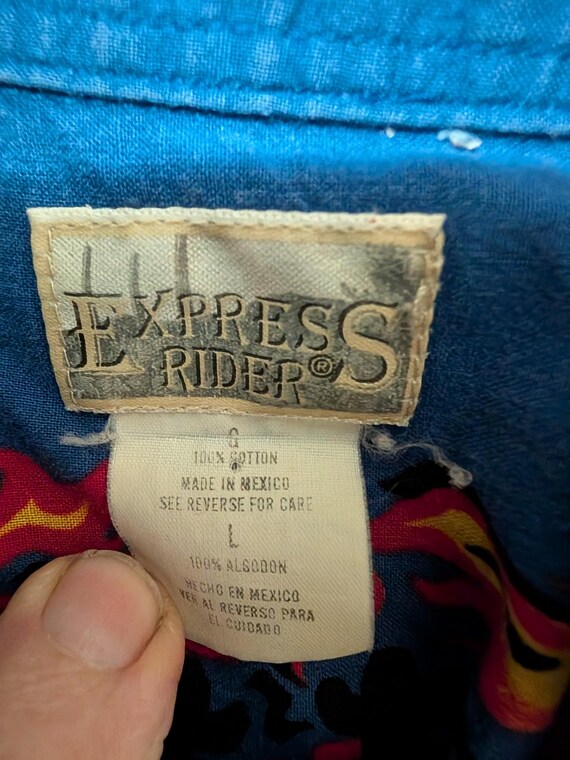 EXPRESS
RIDER®
G
100% COTTON
MADE IN MEXICO
SEE REVERSE FOR CARE
L
100% ALGODON
HECHO EN MEXICO
VER AL REVERSO PARA
EL CUIDADO